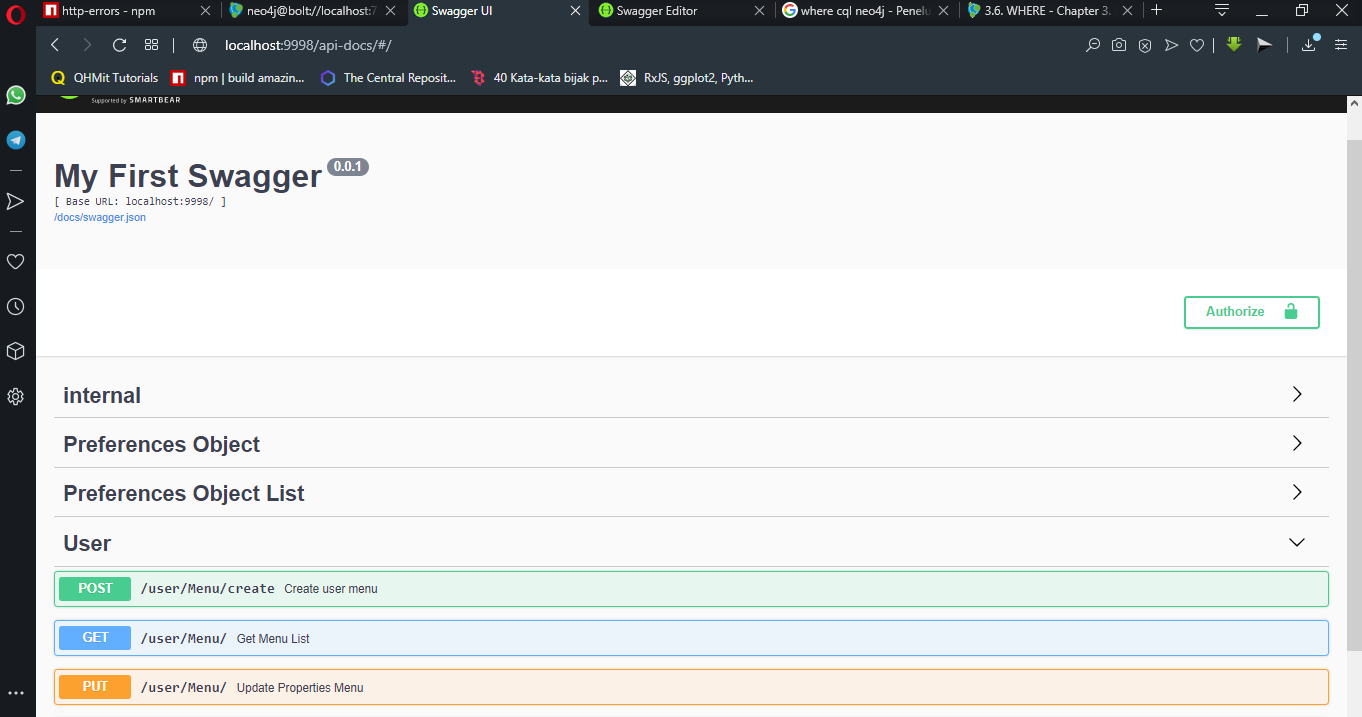 http-errors - npm
neo4j@bolt://localhost:7
Swagger UI
Swagger Editor
where cql neo4j - Penelu
3.6. WHERE - Chapter 3.
localhost:9998/api-docs/#/
QHMit Tutorials
npm | build amazin...
The Central Reposit...
40 Kata-kata bijak p...
RxJS, ggplot2, Pyth...
Supported by SMARTBEAR
My First Swagger 0.0.1
[ Base URL: localhost:9998/ ]
/docs/swagger.json
Authorize
internal
Preferences Object
Preferences Object List
User
POST /user/Menu/create Create user menu
GET /user/Menu/ Get Menu List
PUT /user/Menu/ Update Properties Menu